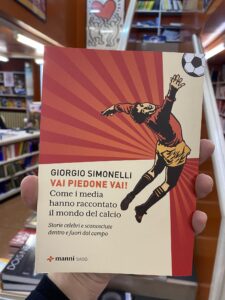 GIORGIO SIMONELLI
VAI PIEDONE VAI!
Come i media
hanno raccontato
il mondo del calcio
Storie celebri e sconosciute
dentro e fuori dal campo
manni SAGGI